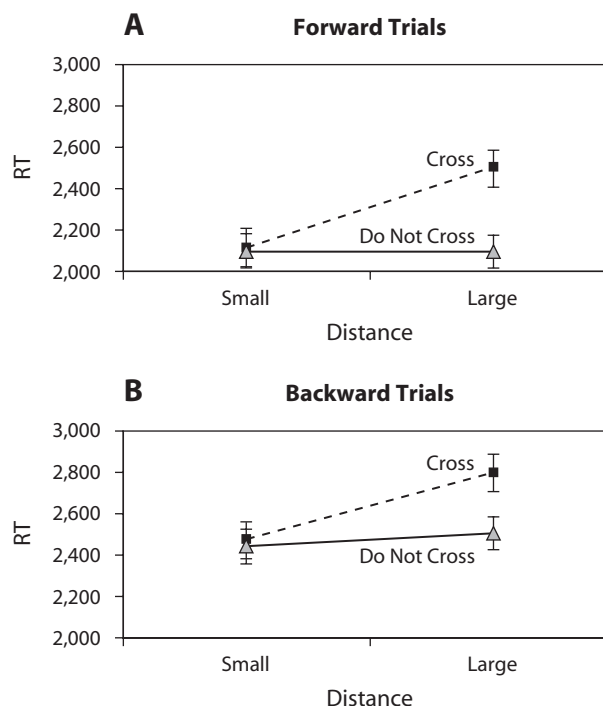 A Forward Trials
3,000
2,800
2,600
2,400
2,200
2,000
RT
Cross
Do Not Cross
Small Large
Distance
B Backward Trials
3,000
2,800
2,600
2,400
2,200
2,000
RT
Cross
Do Not Cross
Small Large
Distance